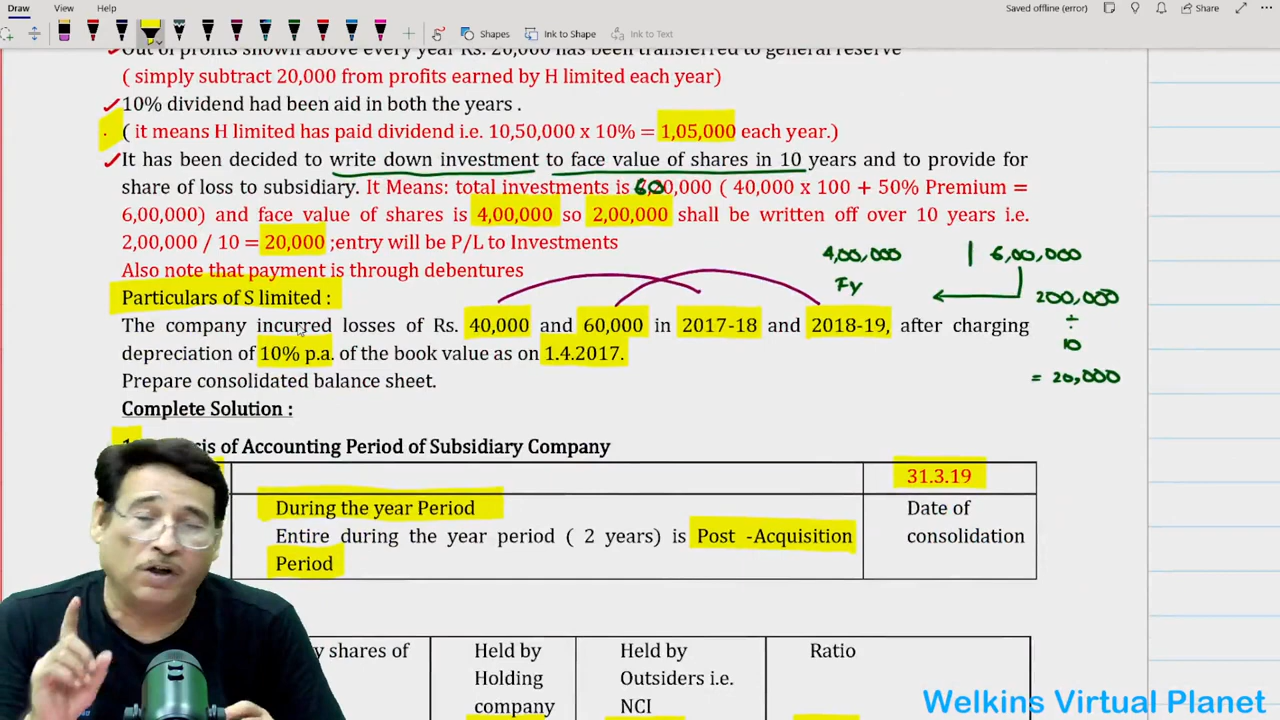 Draw View Help
Saved offline (error) Share
Shapes Ink to Shape Ink to Text
Out of profits shown above every year Rs. 20,000 has been transferred to general reserve
( simply subtract 20,000 from profits earned by H limited each year)
10% dividend had been aid in both the years .
( it means H limited has paid dividend i.e. 10,50,000 x 10% = 1,05,000 each year.)
It has been decided to write down investment to face value of shares in 10 years and to provide for
share of loss to subsidiary. It Means: total investments is 600,000 ( 40,000 x 100 + 50% Premium =
6,00,000) and face value of shares is 4,00,000 so 2,00,000 shall be written off over 10 years i.e.
2,00,000 / 10 = 20,000 ;entry will be P/L to Investments
4,00,000 | 6,00,000
Also note that payment is through debentures
FV
Particulars of S limited :
200,000
÷
The company incurred losses of Rs. 40,000 and 60,000 in 2017-18 and 2018-19, after charging
10
depreciation of 10% p.a. of the book value as on 1.4.2017.
= 20,000
Prepare consolidated balance sheet.
Complete Solution :
of Accounting Period of Subsidiary Company
31.3.19
During the year Period
Entire during the year period ( 2 years) is Post -Acquisition
Period
Date of
consolidation
shares of
Held by
Holding
company
Held by
Outsiders i.e.
NCI
Ratio
Welkins Virtual Planet